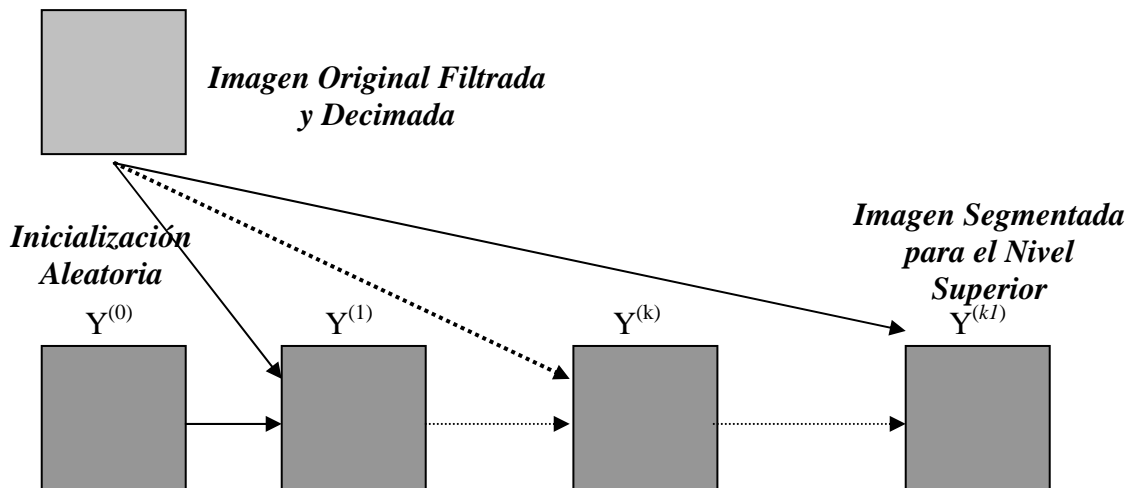 Imagen Original Filtrada
y Decimada
Inicialización
Aleatoria
Imagen Segmentada
para el Nivel
Superior
Y(0)
Y(1)
Y(k)
Y(k1)